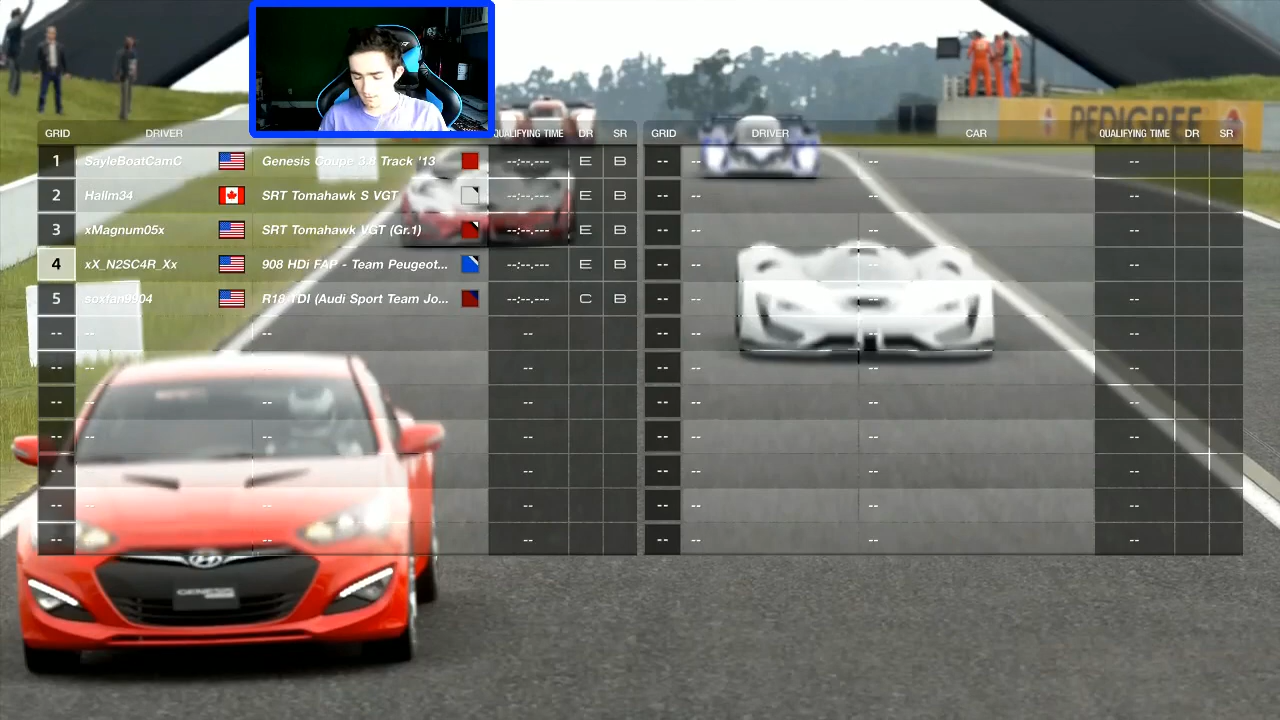 PEDIGREE
GRID DRIVER QUALIFYING TIME DR SR GRID DRIVER CAR QUALIFYING TIME DR SR
1 SayleBoatCamC Genesis Coupe 3.8 Track '13 --:--.--- E B -- -- -- --
2 Halim34 SRT Tomahawk S VGT --:--.--- E B -- -- -- --
3 xMagnum05x SRT Tomahawk VGT (Gr.1) --:--.--- E B -- -- -- --
4 xX_N2SC4R_Xx 908 HDi FAP - Team Peugeot... --:--.--- E B -- -- -- --
5 soxfan9904 R18 TDI (Audi Sport Team Jo... --:--.--- C B -- -- -- --
-- -- -- -- -- -- -- --
-- -- -- -- -- -- -- --
-- -- -- -- -- -- -- --
-- -- -- -- -- -- -- --
-- -- -- -- -- -- -- --
-- -- -- -- -- -- -- --
-- -- -- -- -- -- -- --
GENESIS